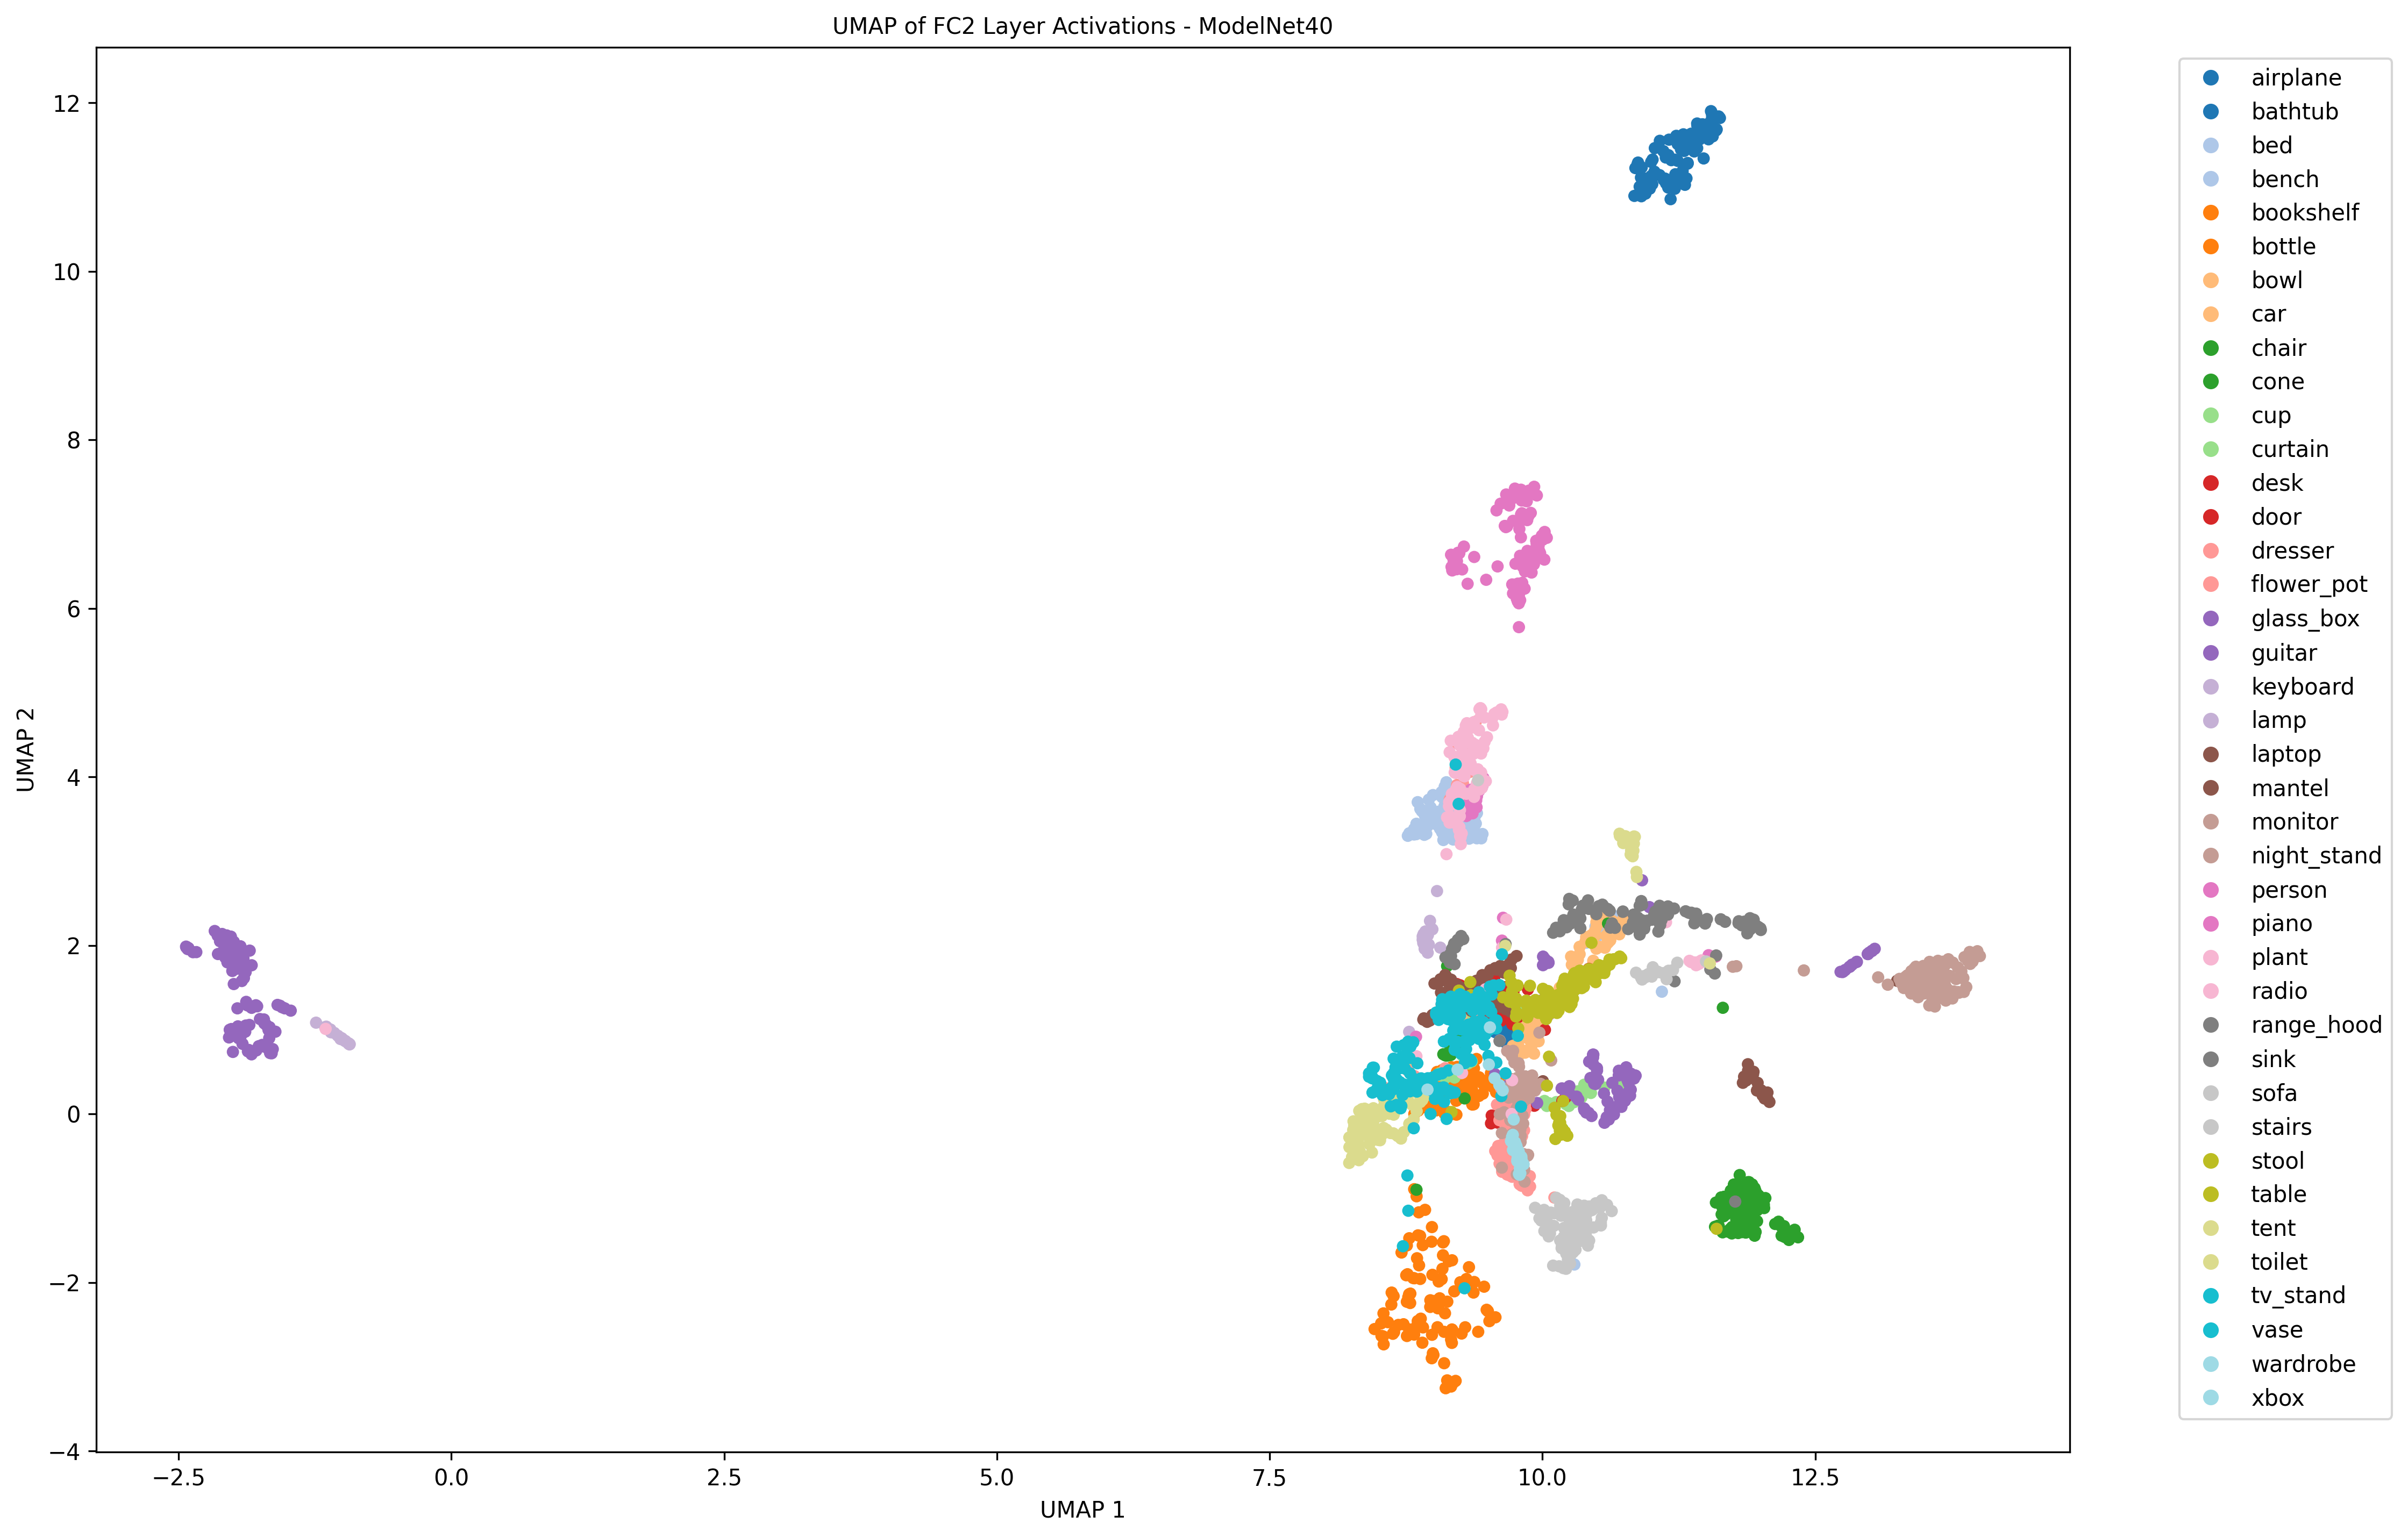 UMAP of FC2 Layer Activations - ModelNet40
12
10
8
6
4
2
0
−2
−4
UMAP 2
−2.5
0.0
2.5
5.0
7.5
10.0
12.5
UMAP 1
airplane
bathtub
bed
bench
bookshelf
bottle
bowl
car
chair
cone
cup
curtain
desk
door
dresser
flower_pot
glass_box
guitar
keyboard
lamp
laptop
mantel
monitor
night_stand
person
piano
plant
radio
range_hood
sink
sofa
stairs
stool
table
tent
toilet
tv_stand
vase
wardrobe
xbox